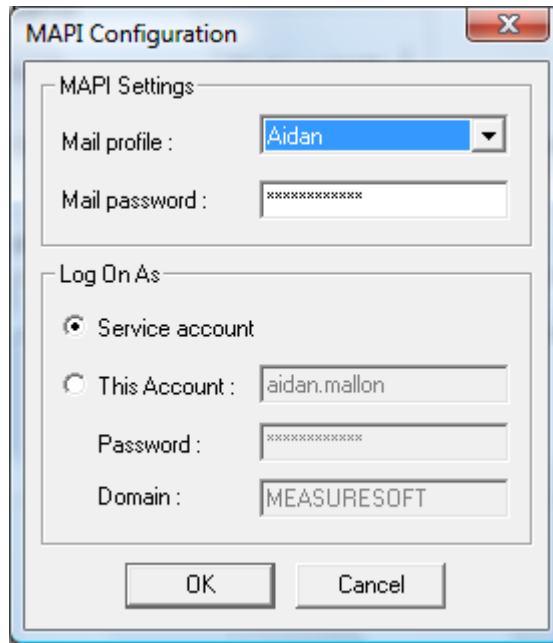 MAPI Configuration
X
MAPI Settings
Mail profile : Aidan
Mail password : ************
Log On As
Service account
This Account : aidan.mallon
Password : ************
Domain : MEASURESOFT
OK Cancel